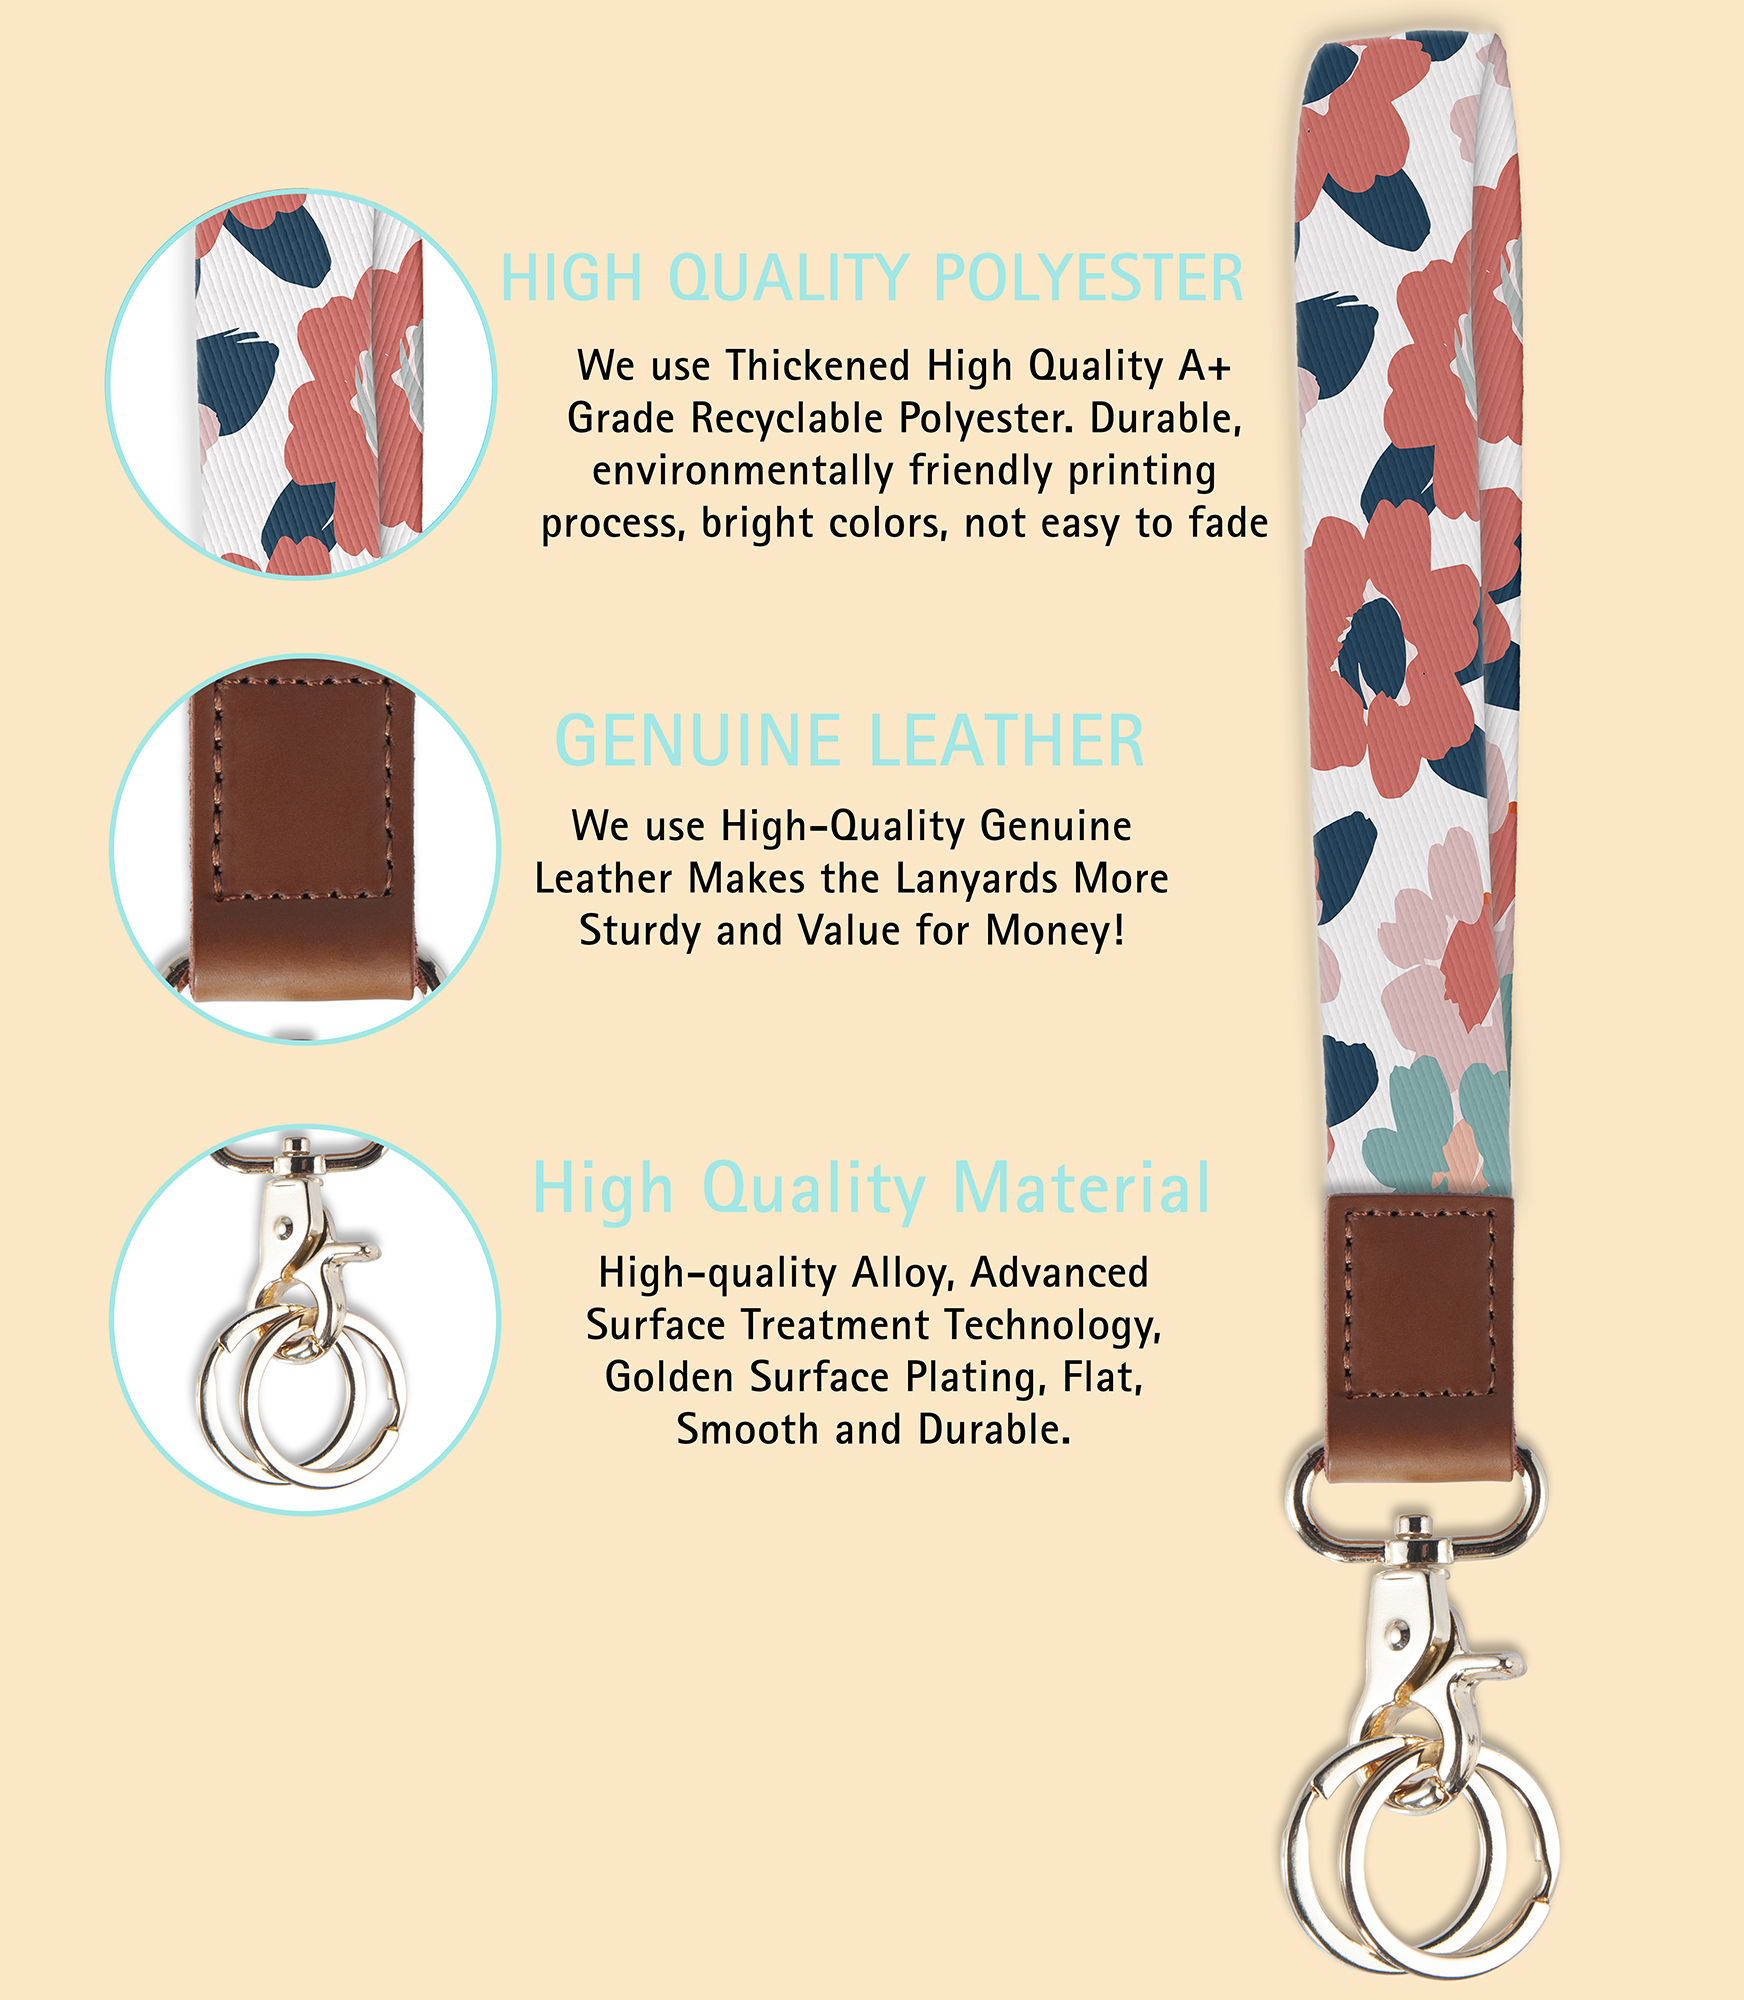 HIGH QUALITY POLYESTER
We use Thickened High Quality A+
Grade Recyclable Polyester. Durable,
environmentally friendly printing
process, bright colors, not easy to fade
GENUINE LEATHER
We use High-Quality Genuine
Leather Makes the Lanyards More
Sturdy and Value for Money!
High Quality Material
High-quality Alloy, Advanced
Surface Treatment Technology,
Golden Surface Plating, Flat,
Smooth and Durable.